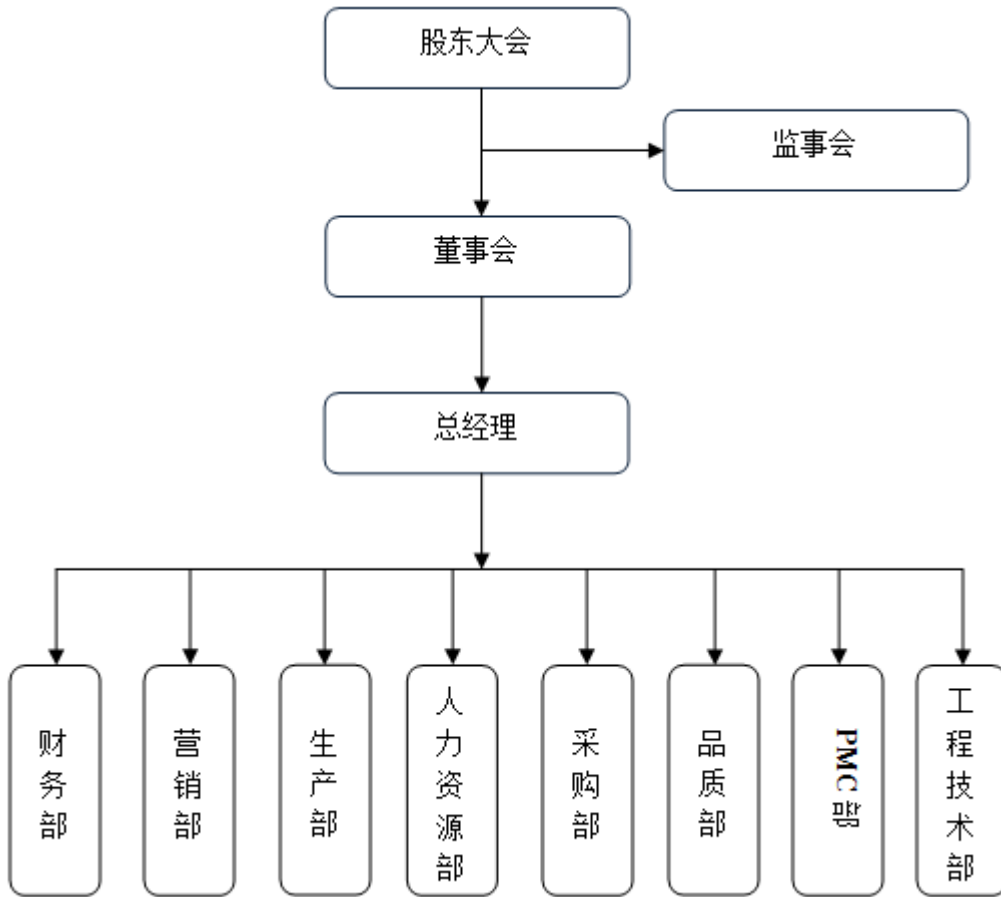 股东大会
监事会
董事会
总经理
财务部
营销部
生产部
人力资源部
采购部
品质部
PMC部
工程技术部